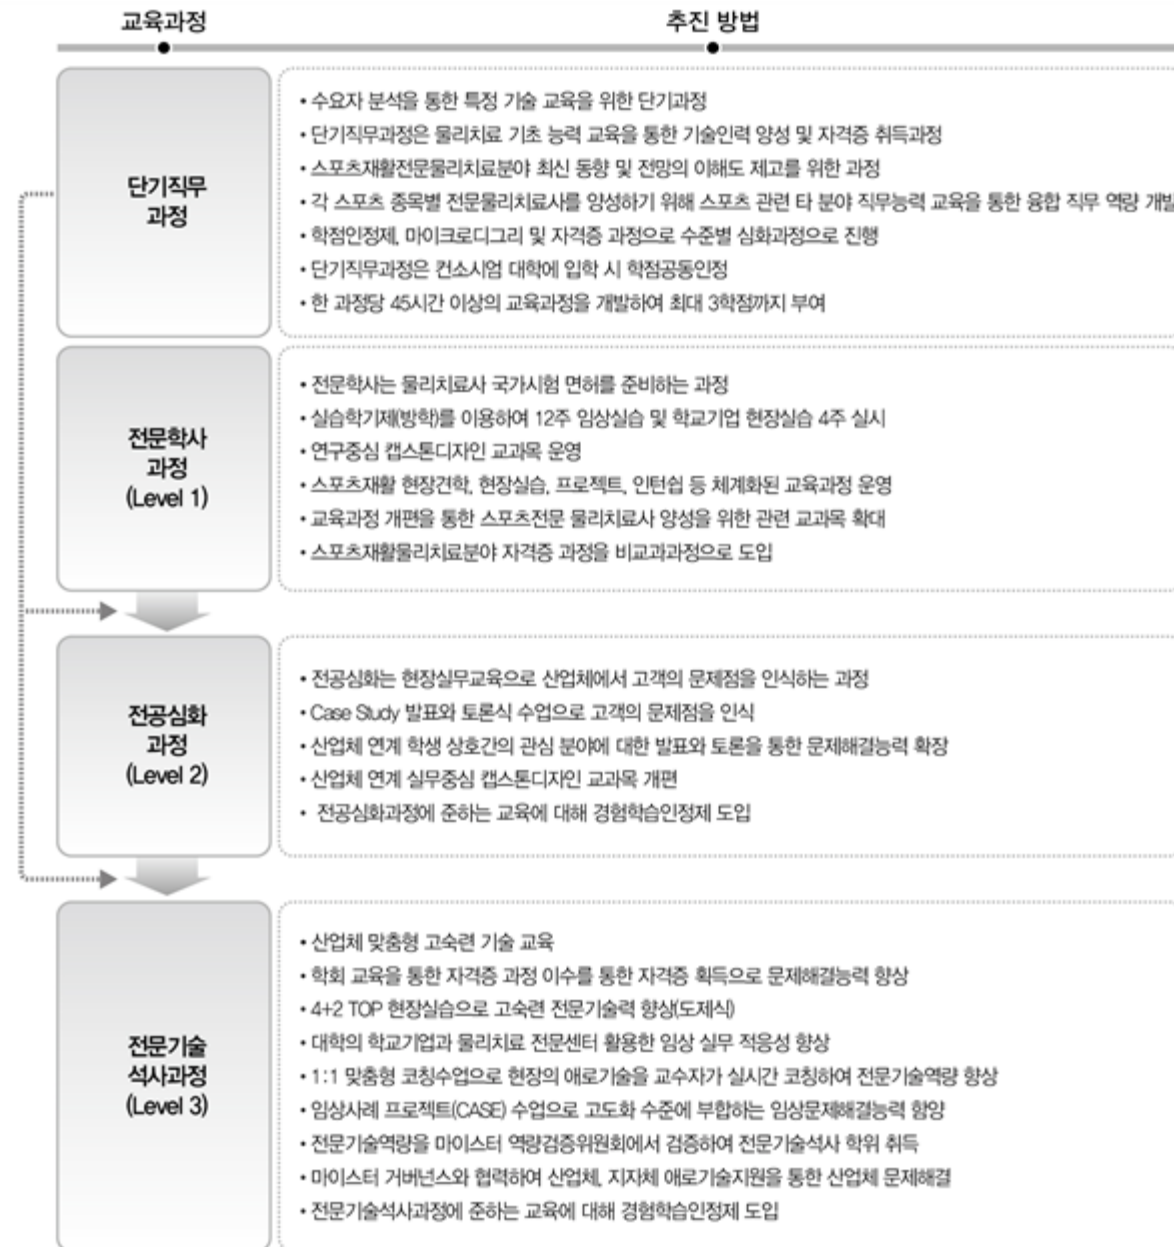 교육과정
추진 방법
단기직무
과정
• 수요자 분석을 통한 특정 기술 교육을 위한 단기과정
• 단기직무과정은 물리치료 기초 능력 교육을 통한 기술인력 양성 및 자격증 취득과정
• 스포츠재활전문물리치료분야 최신 동향 및 전망의 이해도 제고를 위한 과정
• 각 스포츠 종목별 전문물리치료사를 양성하기 위해 스포츠 관련 타 분야 직무능력 교육을 통한 융합 직무 역량 개발
• 학점인정제, 마이크로디그리 및 자격증 과정으로 수준별 심화과정으로 진행
• 단기직무과정은 컨소시엄 대학에 입학 시 학점공동인정
• 한 과정당 45시간 이상의 교육과정을 개발하여 최대 3학점까지 부여
전문학사
과정
(Level 1)
• 전문학사는 물리치료사 국가시험 면허를 준비하는 과정
• 실습학기제(방학)를 이용하여 12주 임상실습 및 학교기업 현장실습 4주 실시
• 연구중심 캡스톤디자인 교과목 운영
• 스포츠재활 현장견학, 현장실습, 프로젝트, 인턴쉽 등 체계화된 교육과정 운영
• 교육과정 개편을 통한 스포츠전문 물리치료사 양성을 위한 관련 교과목 확대
• 스포츠재활물리치료분야 자격증 과정을 비교과과정으로 도입
전공심화
과정
(Level 2)
• 전공심화는 현장실무교육으로 산업체에서 고객의 문제점을 인식하는 과정
• Case Study 발표와 토론식 수업으로 고객의 문제점을 인식
• 산업체 연계 학생 상호간의 관심 분야에 대한 발표와 토론을 통한 문제해결능력 확장
• 산업체 연계 실무중심 캡스톤디자인 교과목 개편
• 전공심화과정에 준하는 교육에 대해 경험학습인정제 도입
전문기술
석사과정
(Level 3)
• 산업체 맞춤형 고숙련 기술 교육
• 학회 교육을 통한 자격증 과정 이수를 통한 자격증 획득으로 문제해결능력 향상
• 4+2 TOP 현장실습으로 고숙련 전문기술력 향상(도제식)
• 대학의 학교기업과 물리치료 전문센터 활용한 임상 실무 적응성 향상
• 1:1 맞춤형 코칭수업으로 현장의 애로기술을 교수자가 실시간 코칭하여 전문기술역량 향상
• 임상사례 프로젝트(CASE) 수업으로 고도화 수준에 부합하는 임상문제해결능력 함양
• 전문기술역량을 마이스터 역량검증위원회에서 검증하여 전문기술석사 학위 취득
• 마이스터 거버넌스와 협력하여 산업체, 지자체 애로기술지원을 통한 산업체 문제해결
• 전문기술석사과정에 준하는 교육에 대해 경험학습인정제 도입